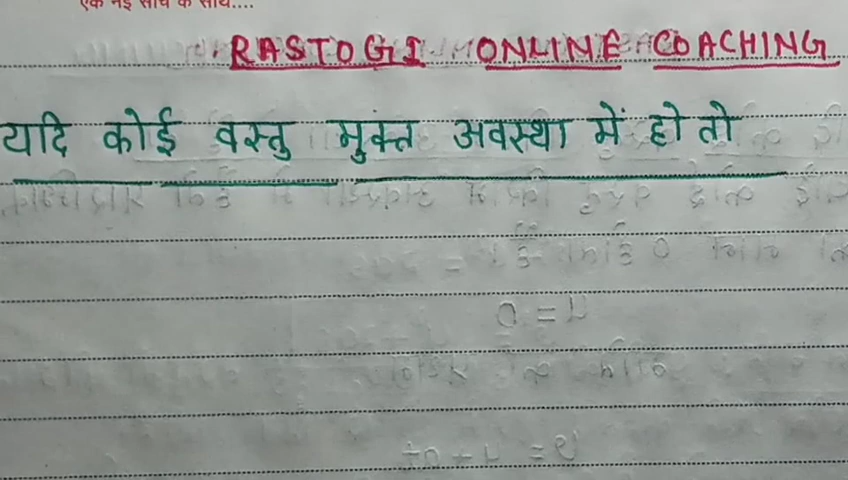 एक नई सोच के साथ....
RASTOGI ONLINE COACHING
यदि कोई वस्तु मुक्त अवस्था में हो तो